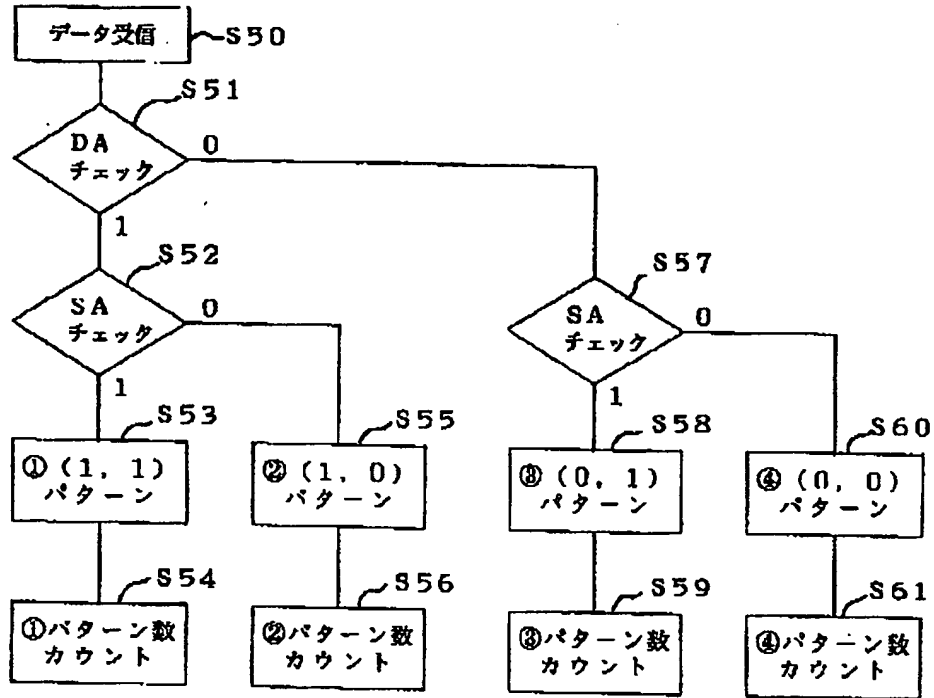 データ受信
S50
S51
DA
チェック
0
1
S52
SA
チェック
0
1
S57
SA
チェック
0
1
S53
①(1, 1)
パターン
S55
②(1, 0)
パターン
S58
③(0, 1)
パターン
S60
④(0, 0)
パターン
S54
①パターン数
カウント
S56
②パターン数
カウント
S59
③パターン数
カウント
S61
④パターン数
カウント